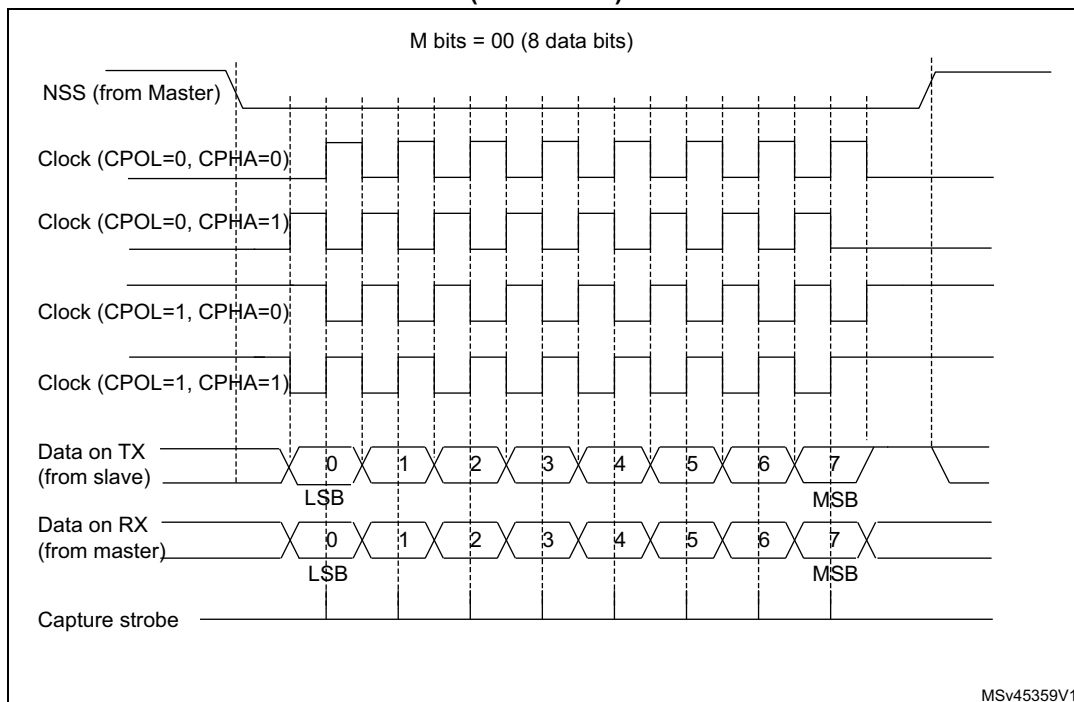 M bits = 00 (8 data bits)
NSS (from Master)
Clock (CPOL=0, CPHA=0)
Clock (CPOL=0, CPHA=1)
Clock (CPOL=1, CPHA=0)
Clock (CPOL=1, CPHA=1)
Data on TX
(from slave)
0 1 2 3 4 5 6 7
LSB MSB
Data on RX
(from master)
0 1 2 3 4 5 6 7
LSB MSB
Capture strobe
MSv45359V1